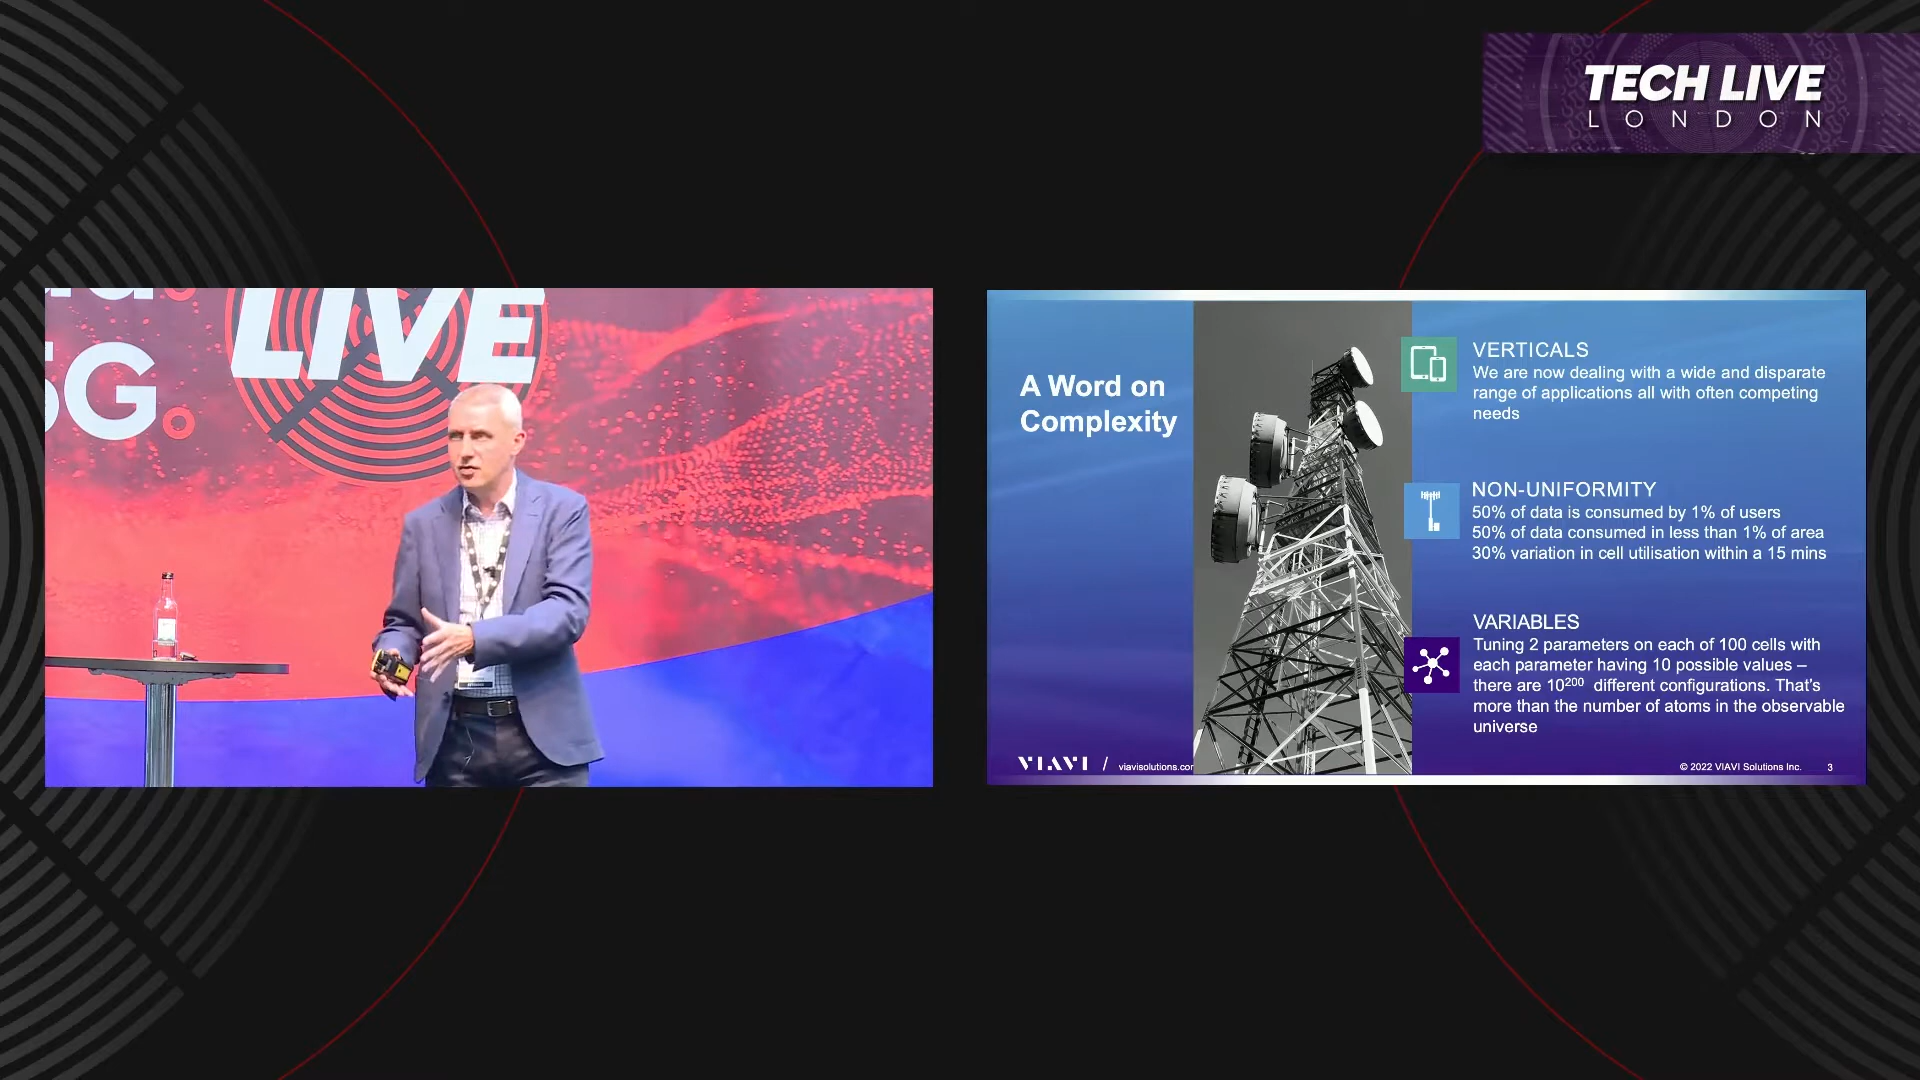 TECH LIVE
LONDON
LIVE
5G.
A Word on
Complexity
VERTICALS
We are now dealing with a wide and disparate
range of applications all with often competing
needs
NON-UNIFORMITY
50% of data is consumed by 1% of users
50% of data consumed in less than 1% of area
30% variation in cell utilisation within a 15 mins
VARIABLES
Tuning 2 parameters on each of 100 cells with
each parameter having 10 possible values –
there are 10²⁰⁰ different configurations. That's
more than the number of atoms in the observable
universe
VIAVI / viavisolutions.com
© 2022 VIAVI Solutions Inc. 3